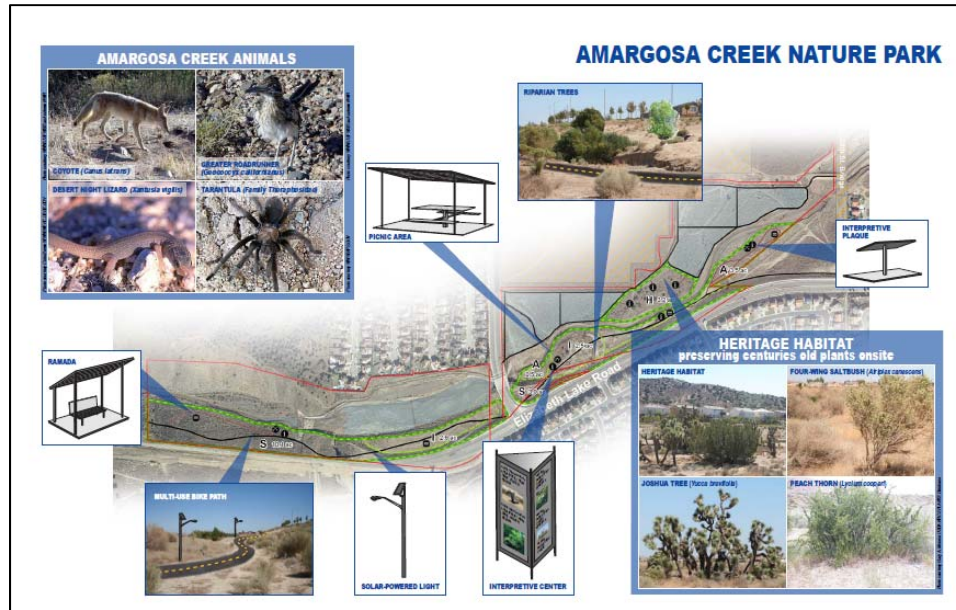 AMARGOSA CREEK ANIMALS
AMARGOSA CREEK NATURE PARK
COYOTE (Canus latrans)
GREATER ROADRUNNER
(Geococcyx californianus)
DESERT NIGHT LIZARD (Xantusia vigilis)
TARANTULA (Family Theraphosidae)
RIPARIAN TREES
PICNIC AREA
INTERPRETIVE
PLAQUE
A
H
A
I
S
RAMADA
S
I
Elizabeth Lake Road
MULTI-USE BIKE PATH
SOLAR-POWERED LIGHT
INTERPRETIVE CENTER
HERITAGE HABITAT
preserving centuries old plants onsite
HERITAGE HABITAT
FOUR-WING SALTBUSH (Atriplex canescens)
JOSHUA TREE (Yucca brevifolia)
PEACH THORN (Lycium cooperi)